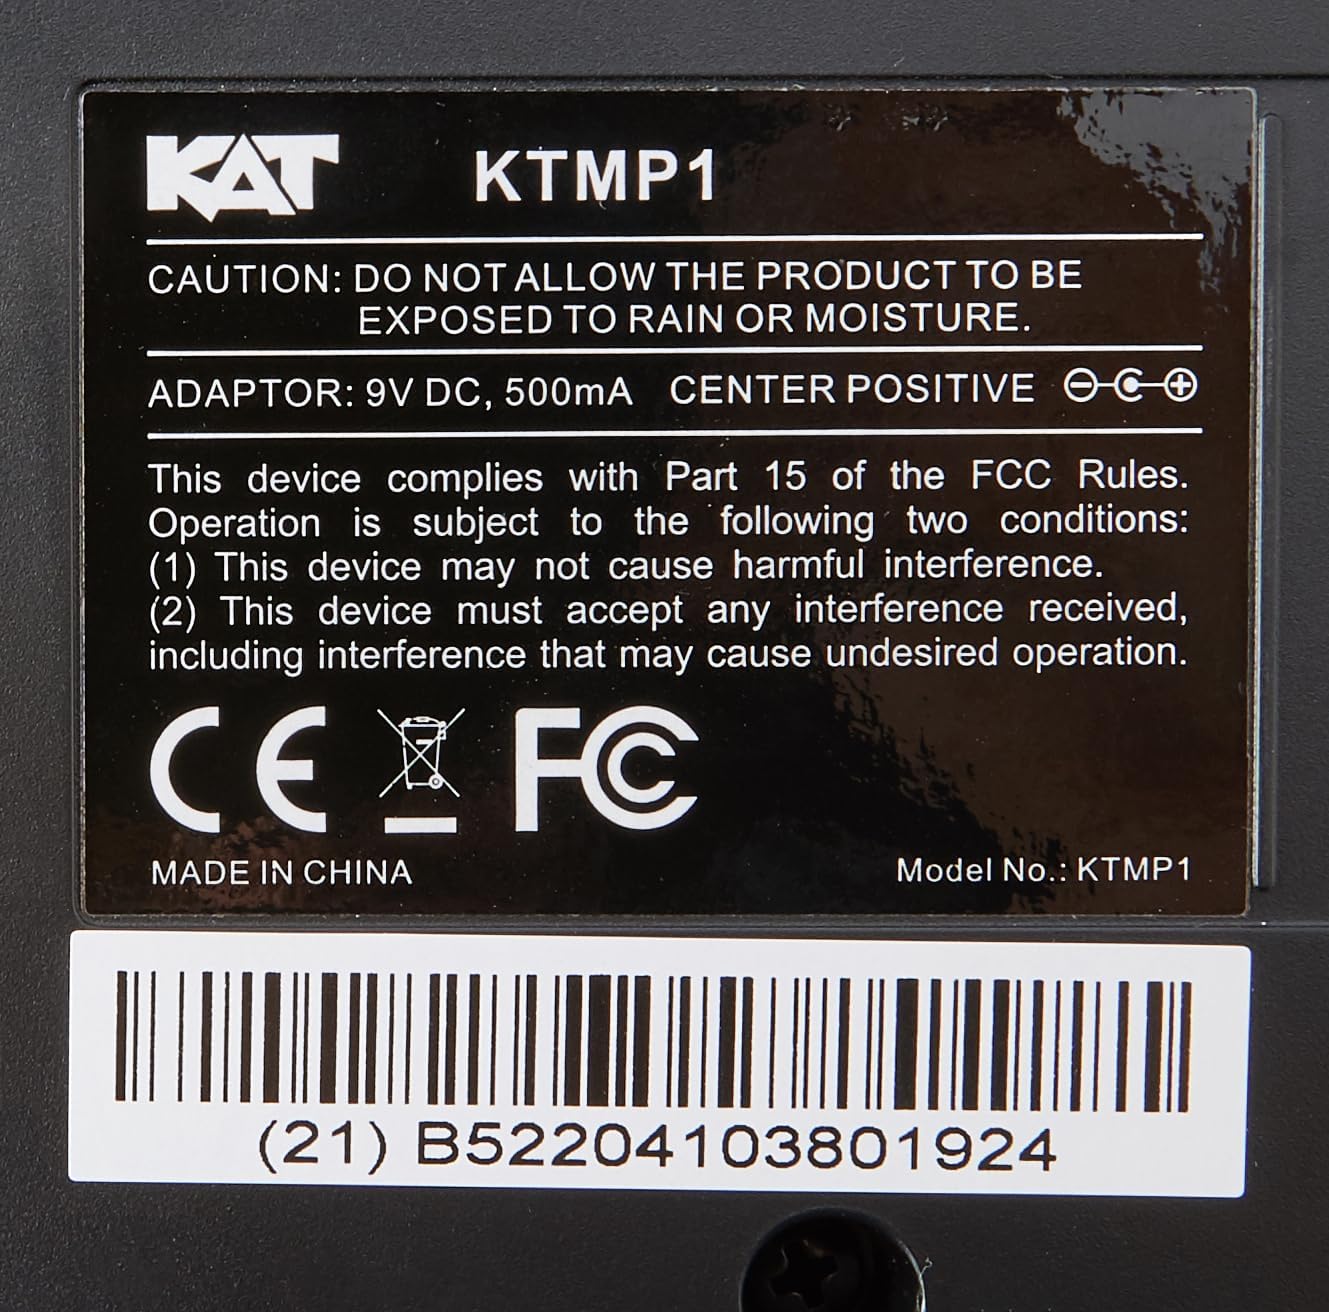 KAT KTMP1
CAUTION: DO NOT ALLOW THE PRODUCT TO BE
EXPOSED TO RAIN OR MOISTURE.
ADAPTOR: 9V DC, 500mA CENTER POSITIVE
This device complies with Part 15 of the FCC Rules.
Operation is subject to the following two conditions:
(1) This device may not cause harmful interference.
(2) This device must accept any interference received,
including interference that may cause undesired operation.
CE FC
MADE IN CHINA Model No.: KTMP1
(21) B52204103801924